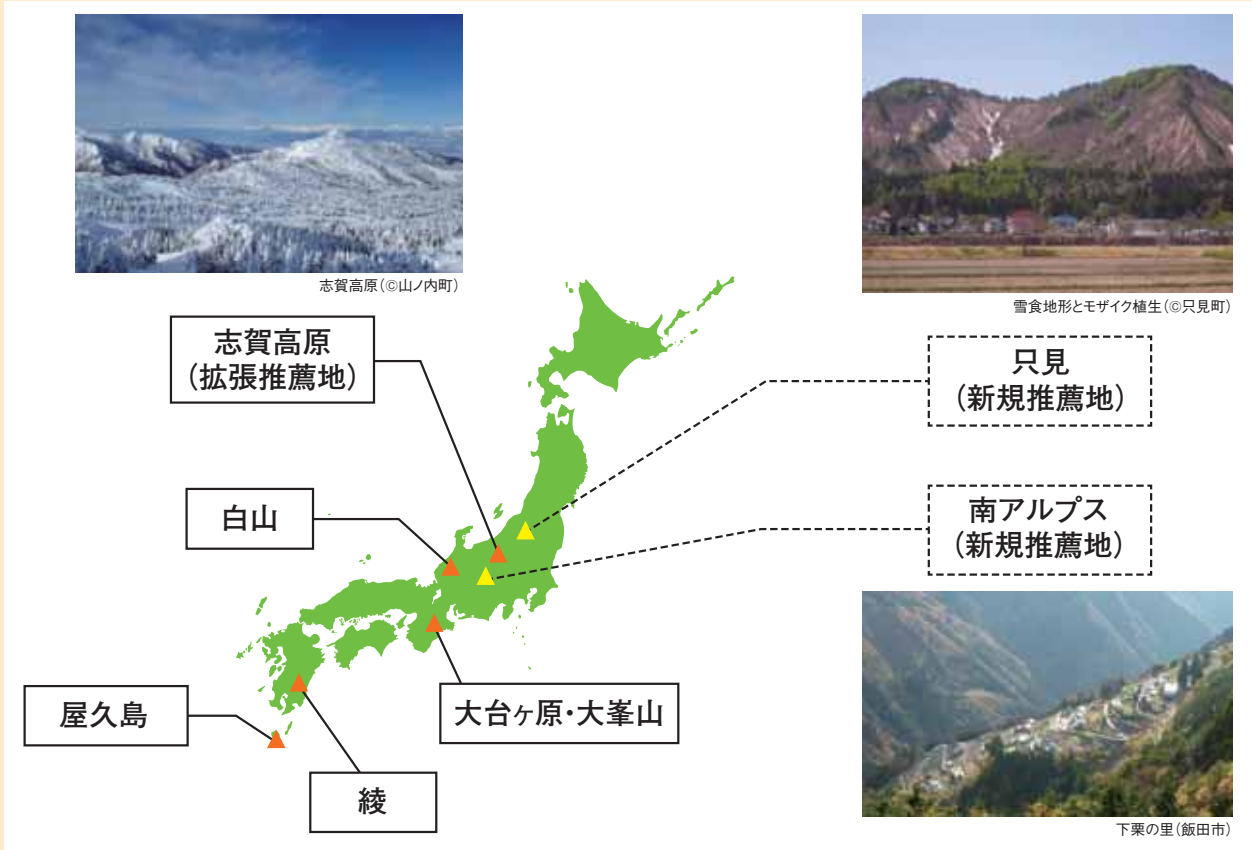 志賀高原(©山ノ内町)
雪食地形とモザイク植生(©只見町)
志賀高原
(拡張推薦地)
只見
(新規推薦地)
白山
南アルプス
(新規推薦地)
屋久島
大台ヶ原・大峯山
綾
下栗の里(飯田市)